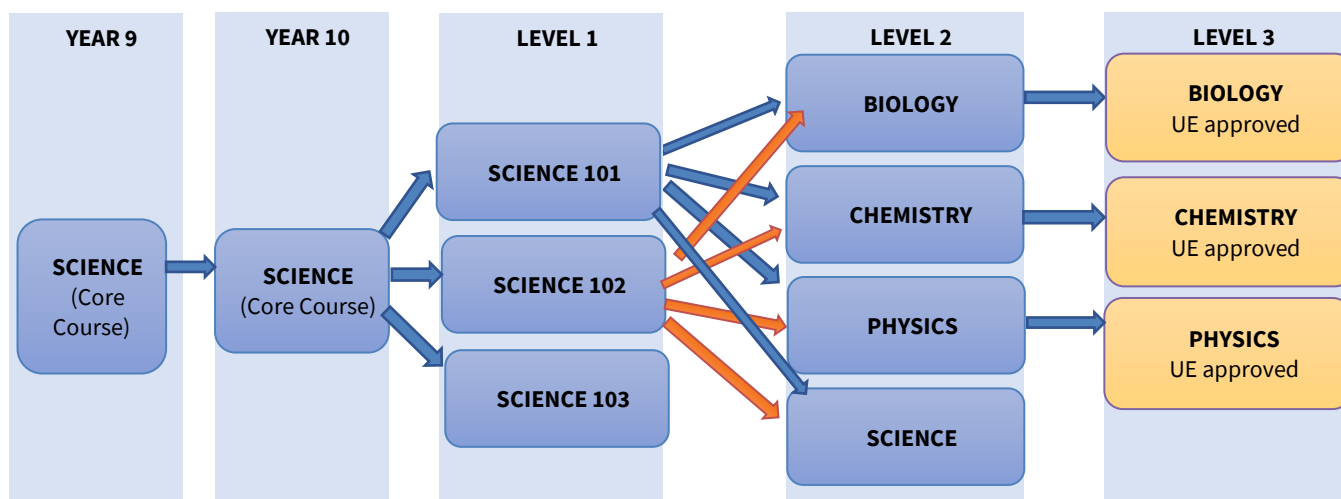 YEAR 9
YEAR 10
LEVEL 1
LEVEL 2
LEVEL 3
SCIENCE
(Core
Course)
SCIENCE
(Core Course)
SCIENCE 101
SCIENCE 102
SCIENCE 103
BIOLOGY
CHEMISTRY
PHYSICS
SCIENCE
BIOLOGY
UE approved
CHEMISTRY
UE approved
PHYSICS
UE approved